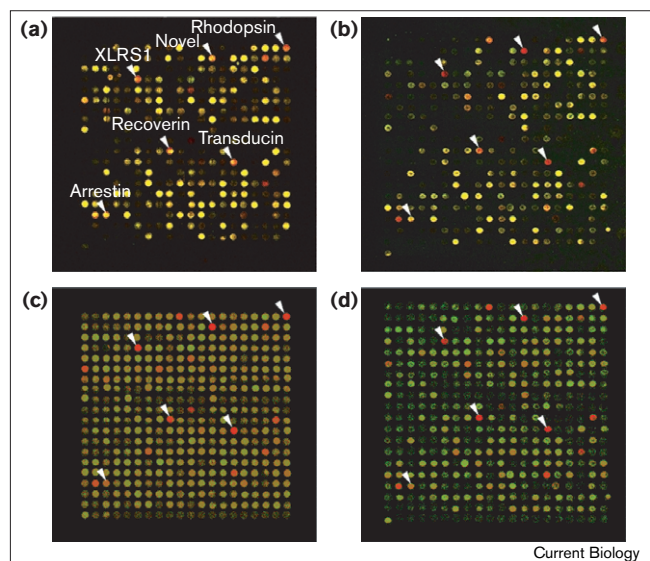 (a)
Rhodopsin
Novel
XLRS1
Recoverin
Transducin
Arrestin
(b)
(c)
(d)
Current Biology